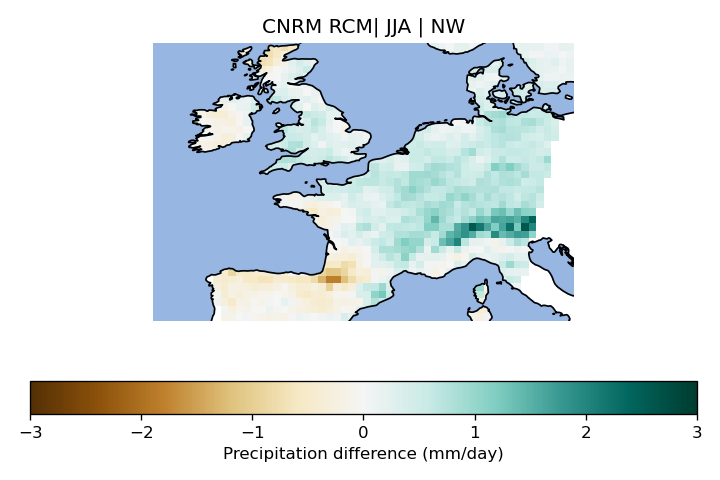 CNRM RCM| JJA | NW
−3 −2 −1 0 1 2 3
Precipitation difference (mm/day)